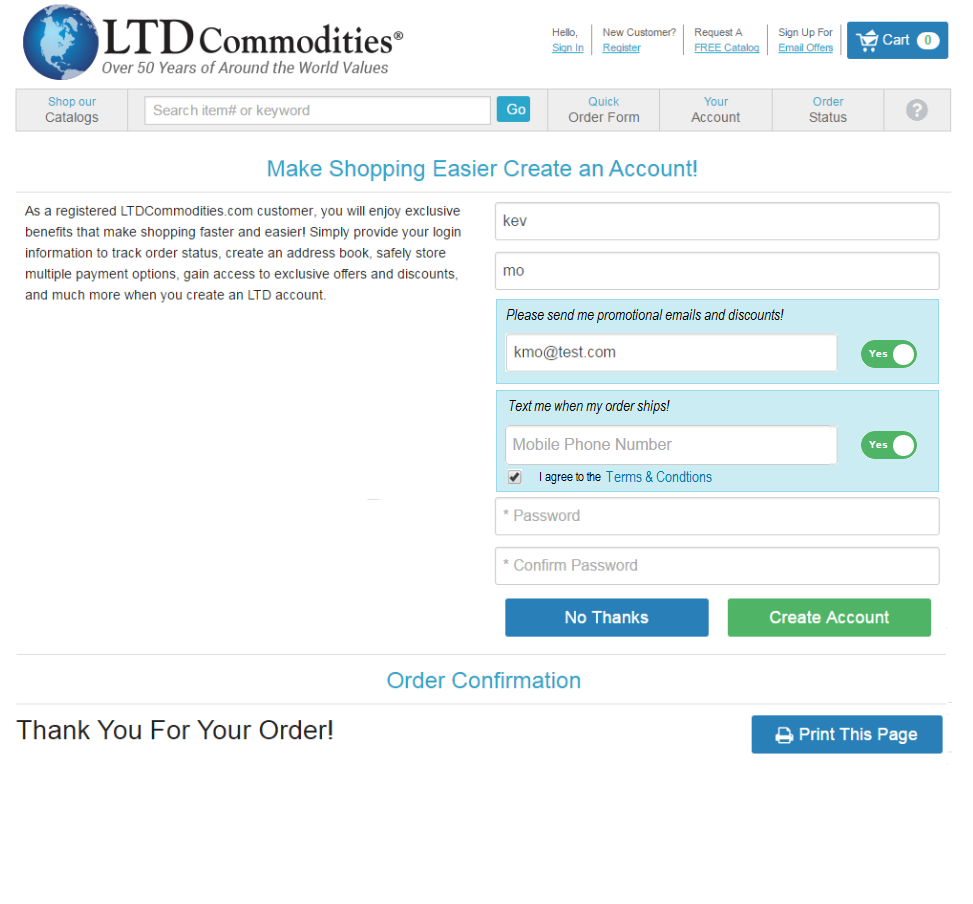 LTD Commodities®
Over 50 Years of Around the World Values
Hello,
Sign In
New Customer?
Register
Request A
FREE Catalog
Sign Up For
Email Offers
Cart 0
Shop our
Catalogs
Search item# or keyword
Go
Quick
Order Form
Your
Account
Order
Status
?
Make Shopping Easier Create an Account!
As a registered LTDCommodities.com customer, you will enjoy exclusive
benefits that make shopping faster and easier! Simply provide your login
information to track order status, create an address book, safely store
multiple payment options, gain access to exclusive offers and discounts,
and much more when you create an LTD account.
kev
mo
Please send me promotional emails and discounts!
kmo@test.com
Yes
Text me when my order ships!
Mobile Phone Number
Yes
I agree to the Terms & Condtions
* Password
* Confirm Password
No Thanks
Create Account
Order Confirmation
Thank You For Your Order!
Print This Page